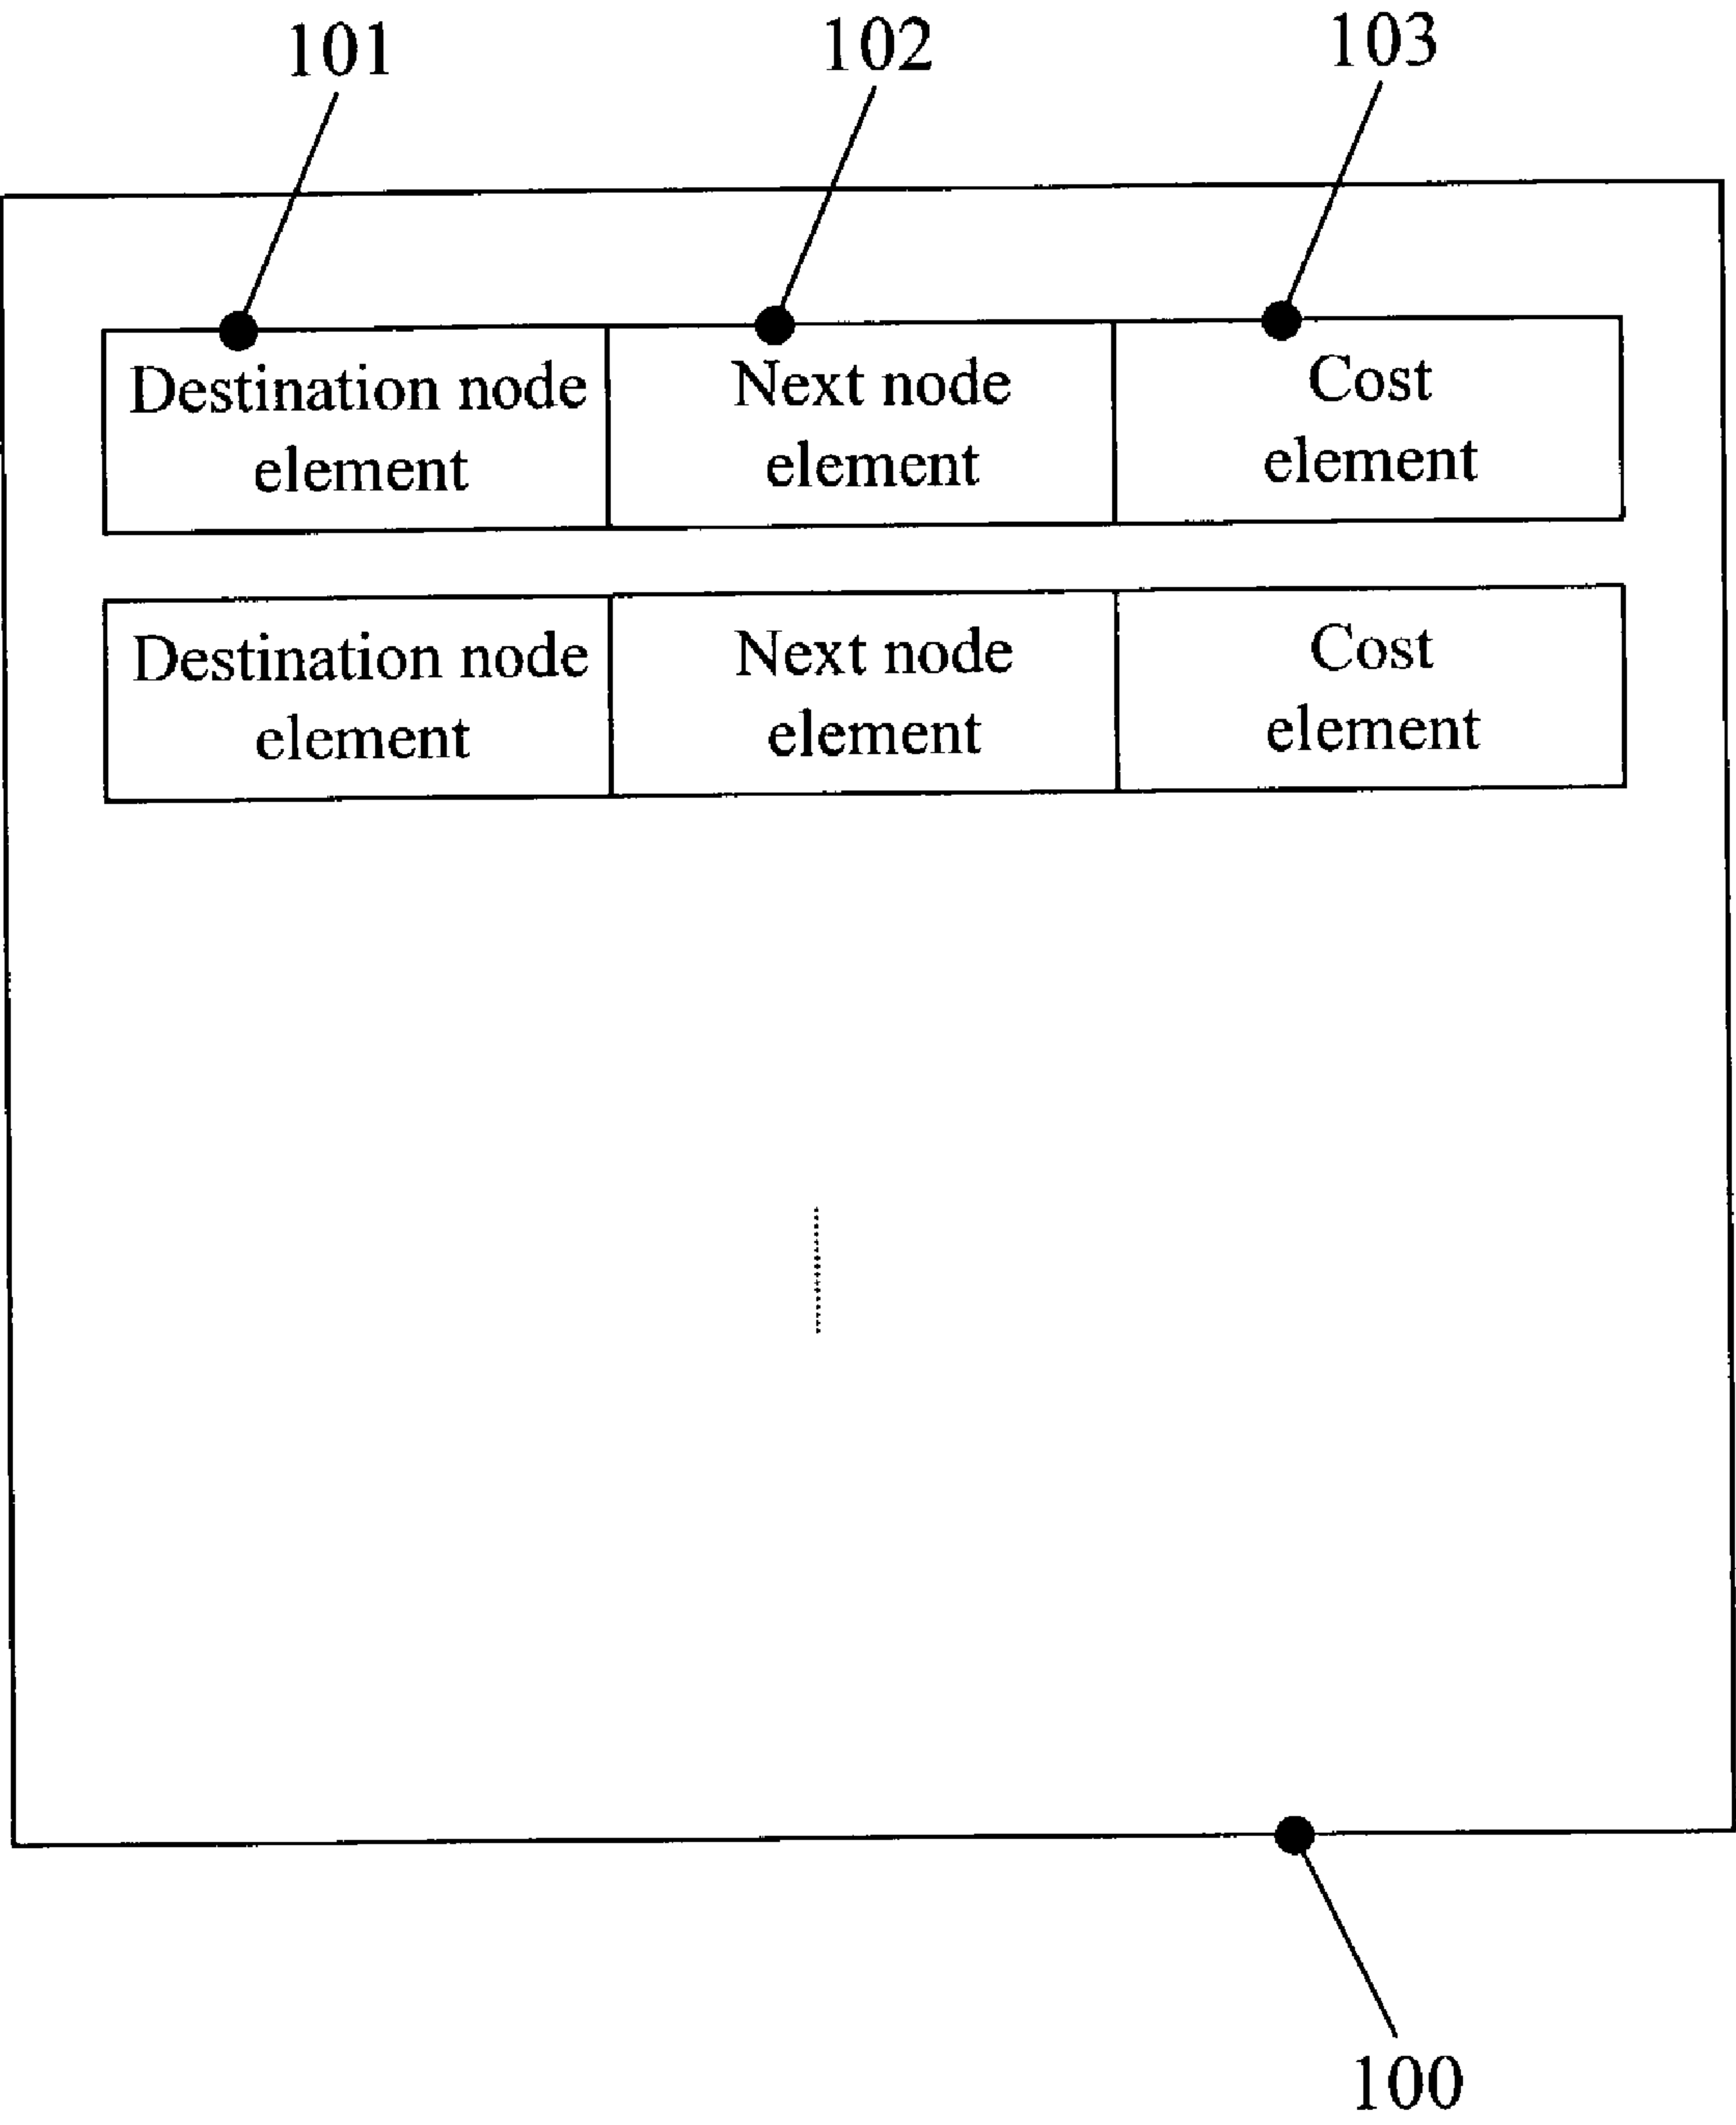 101 102 103
Destination node element
Next node element
Cost element
Destination node element
Next node element
Cost element
100